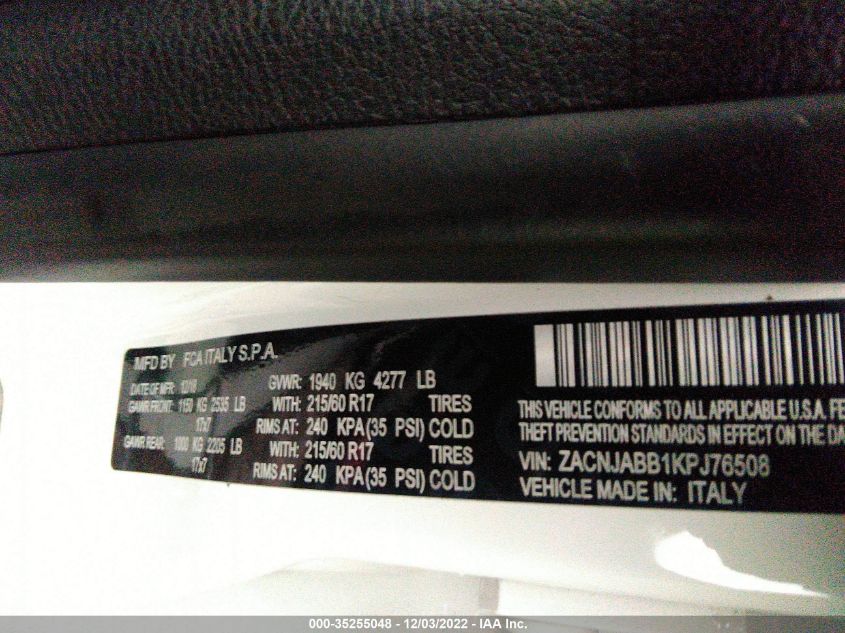 MFD BY FCA ITALY S.P.A.
DATE OF MFR: 12/18 GVWR: 1940 KG 4277 LB
GAWR FRONT: 1150 KG 2535 LB WITH: 215/60 R17 TIRES
17x7 RIMS AT: 240 KPA (35 PSI) COLD
GAWR REAR: 1000 KG 2205 LB WITH: 215/60 R17 TIRES
17x7 RIMS AT: 240 KPA (35 PSI) COLD
THIS VEHICLE CONFORMS TO ALL APPLICABLE U.S.A. FE
THEFT PREVENTION STANDARDS IN EFFECT ON THE DA
VIN: ZACNJABB1KPJ76508
VEHICLE MADE IN: ITALY
000-35255048 - 12/03/2022 - IAA Inc.